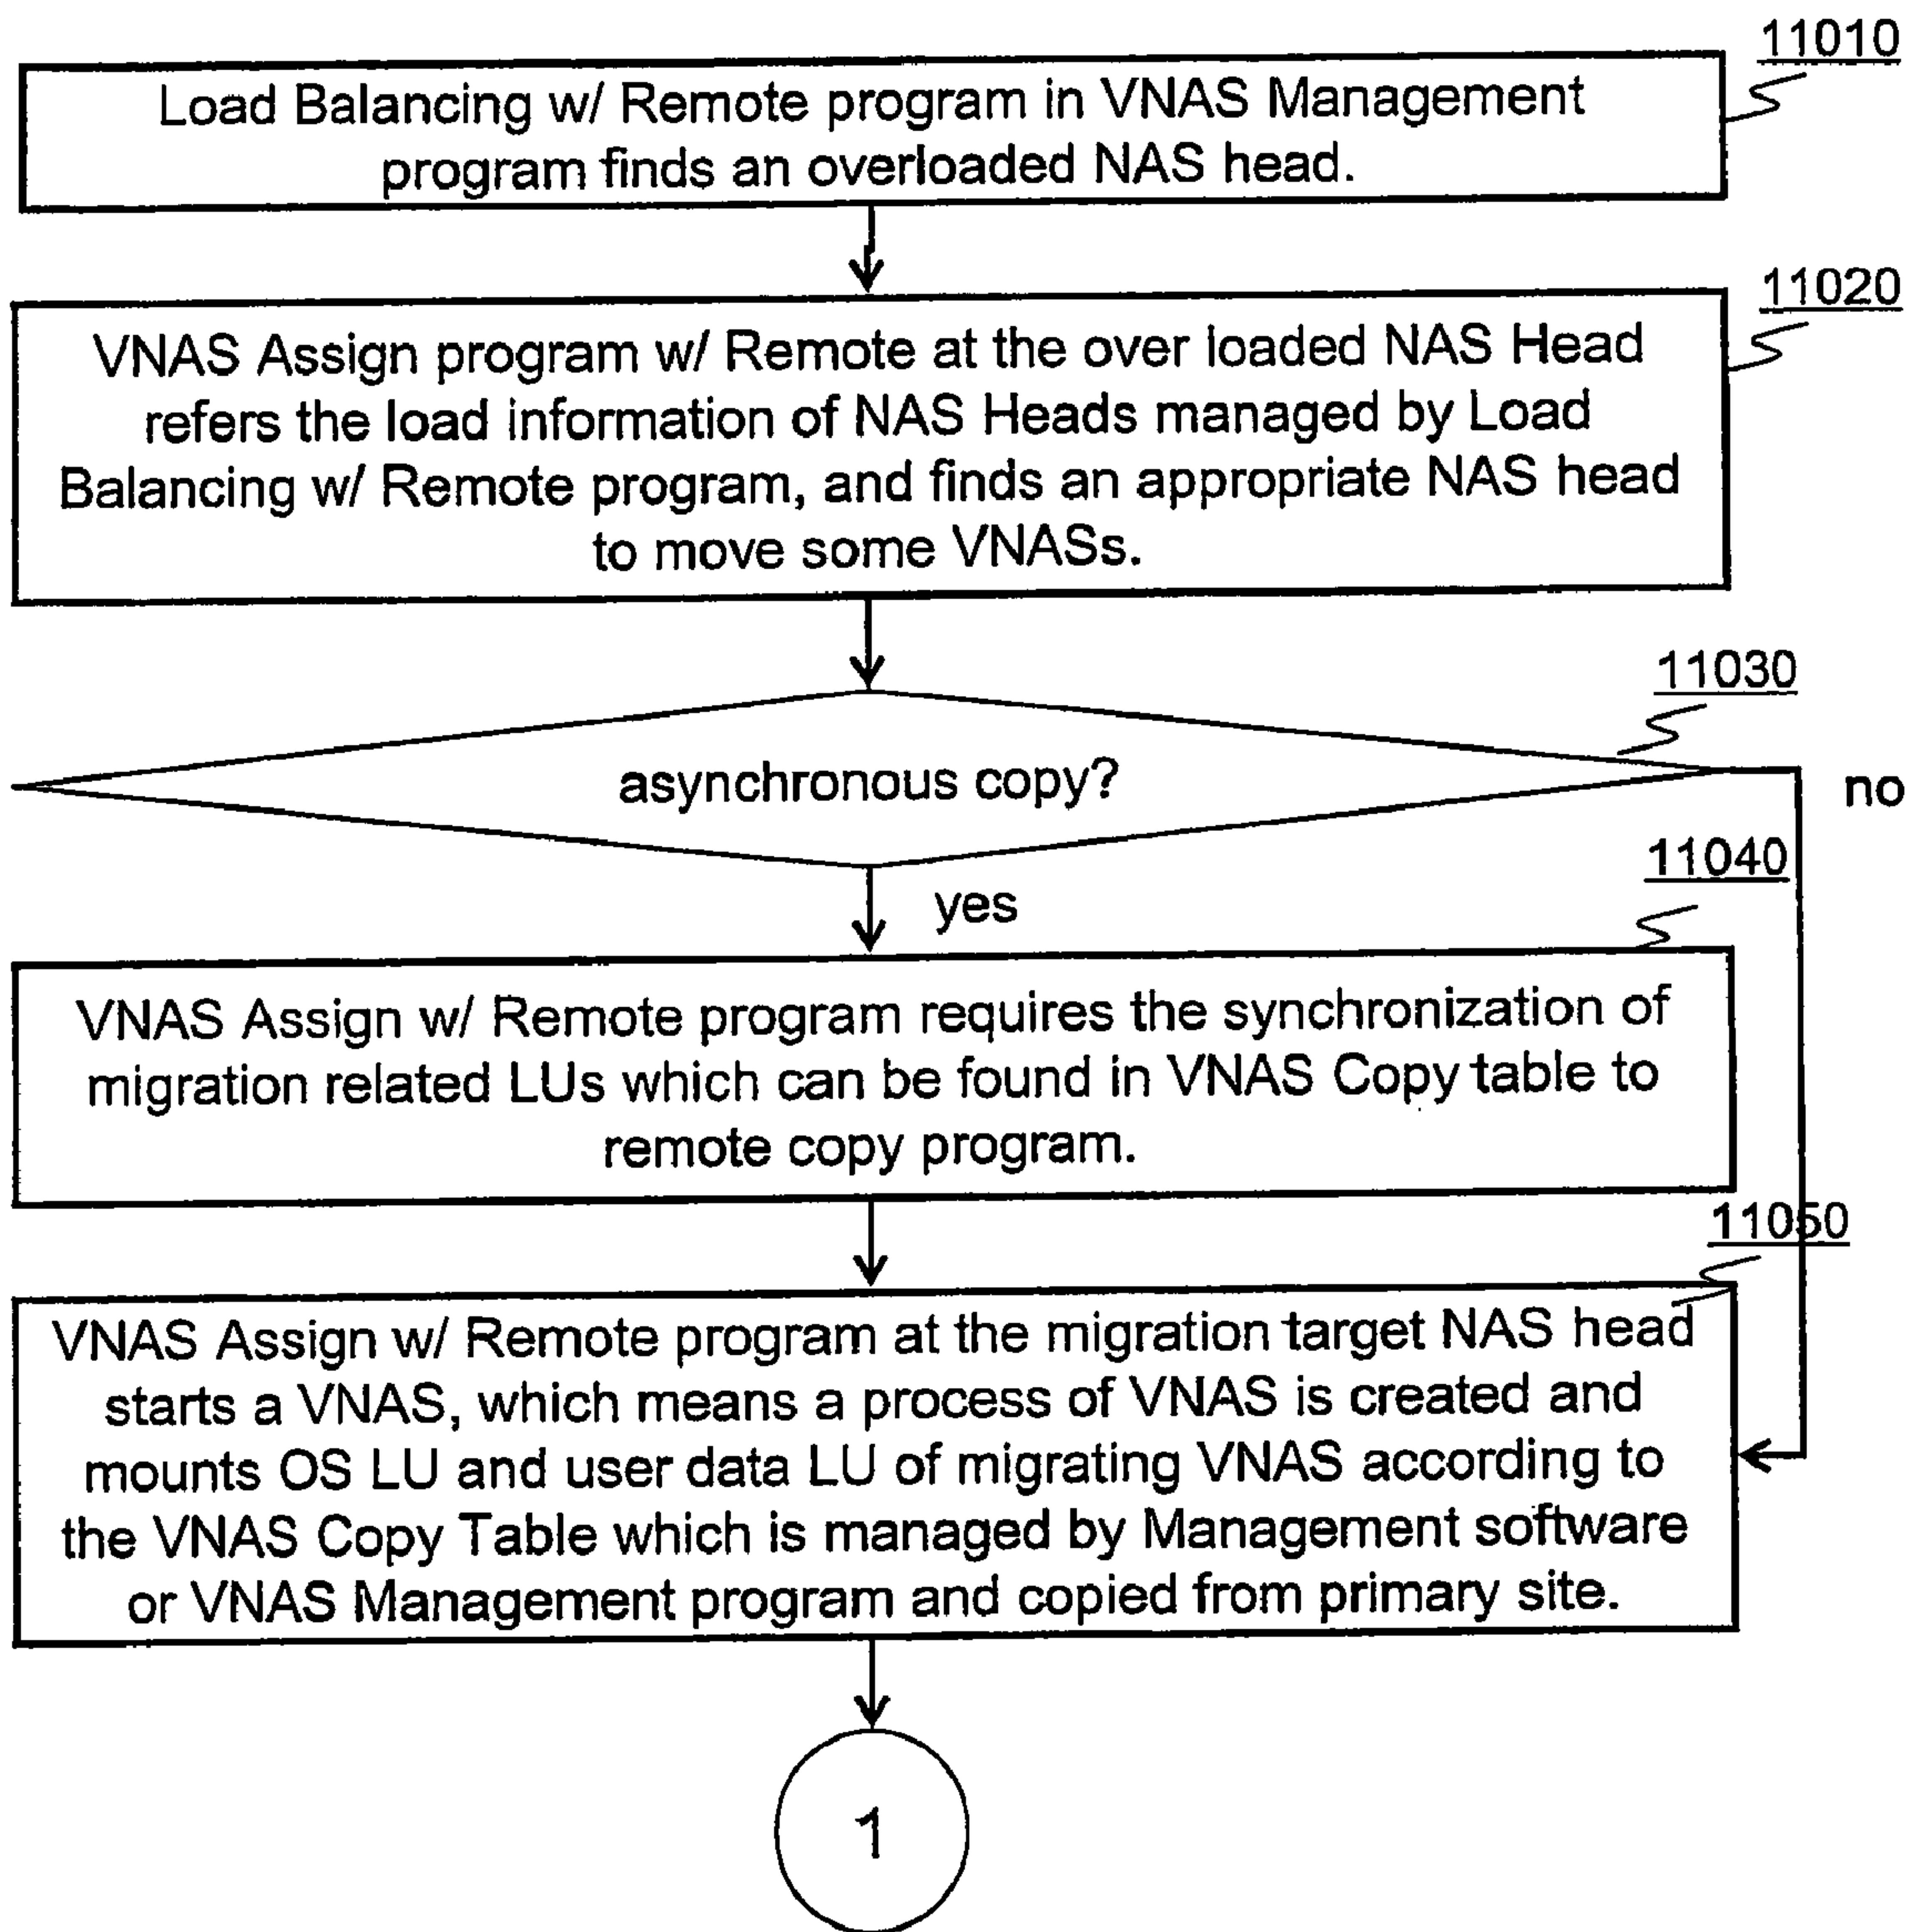 11010
Load Balancing w/ Remote program in VNAS Management
program finds an overloaded NAS head.
11020
VNAS Assign program w/ Remote at the over loaded NAS Head
refers the load information of NAS Heads managed by Load
Balancing w/ Remote program, and finds an appropriate NAS head
to move some VNASs.
11030
asynchronous copy?
no
yes
11040
VNAS Assign w/ Remote program requires the synchronization of
migration related LUs which can be found in VNAS Copy table to
remote copy program.
11050
VNAS Assign w/ Remote program at the migration target NAS head
starts a VNAS, which means a process of VNAS is created and
mounts OS LU and user data LU of migrating VNAS according to
the VNAS Copy Table which is managed by Management software
or VNAS Management program and copied from primary site.
1